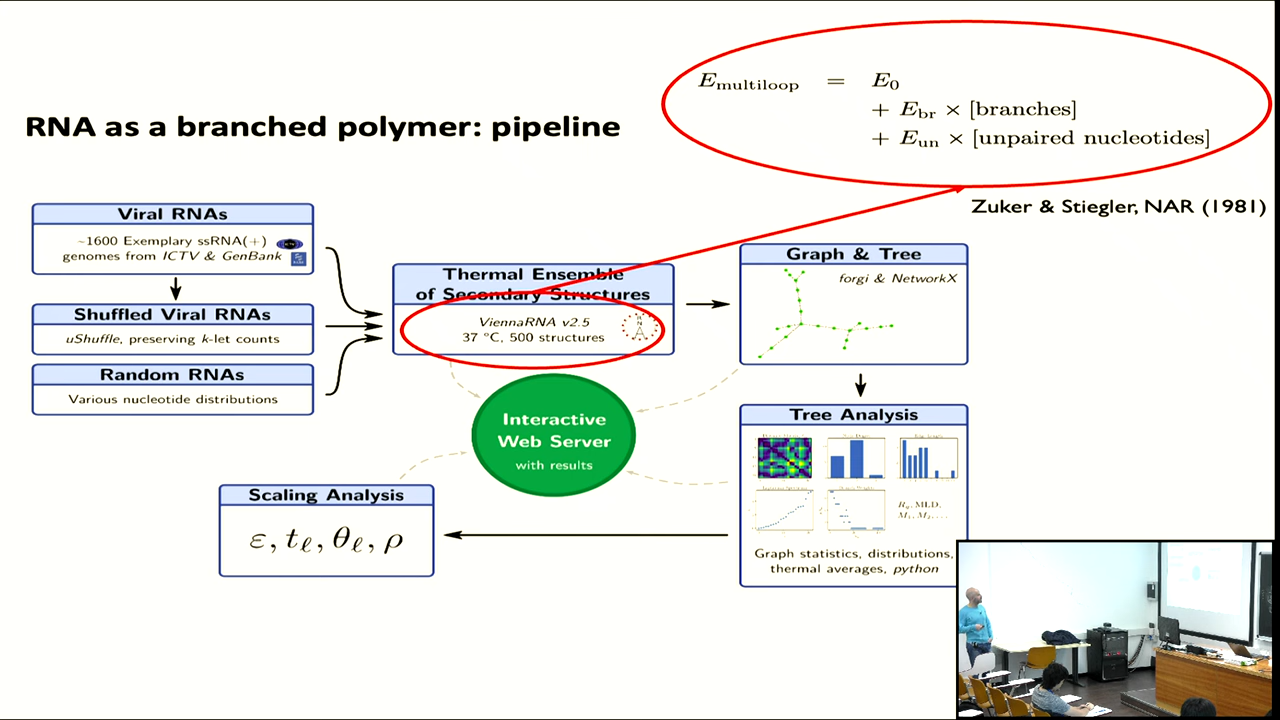 E_multiloop = E_0
+ E_br × [branches]
+ E_un × [unpaired nucleotides]
RNA as a branched polymer: pipeline
Zuker & Stiegler, NAR (1981)
Viral RNAs
~1600 Exemplary ssRNA(+)
genomes from ICTV & GenBank
Shuffled Viral RNAs
uShuffle, preserving k-let counts
Random RNAs
Various nucleotide distributions
Thermal Ensemble
of Secondary Structures
ViennaRNA v2.5
37 °C, 500 structures
Graph & Tree
forgi & NetworkX
Interactive
Web Server
with results
Tree Analysis
R_g, MLD,
M_1, M_2, ...
Graph statistics, distributions,
thermal averages, python
Scaling Analysis
ε, t_ℓ, θ_ℓ, ρ